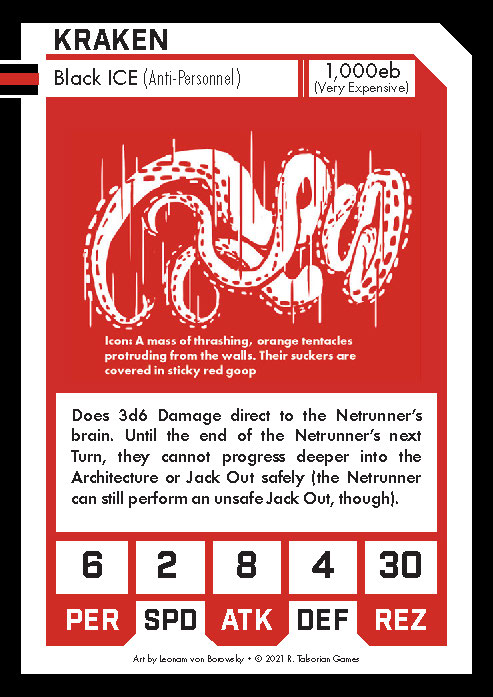 KRAKEN
Black ICE (Anti-Personnel)
1,000eb
(Very Expensive)
Icon: A mass of thrashing, orange tentacles
protruding from the walls. Their suckers are
covered in sticky red goop
Does 3d6 Damage direct to the Netrunner's
brain. Until the end of the Netrunner's next
Turn, they cannot progress deeper into the
Architecture or Jack Out safely (the Netrunner
can still perform an unsafe Jack Out, though).
6 2 8 4 30
PER SPD ATK DEF REZ
Art by Leonam von Borowsky • © 2021 R. Talsorian Games